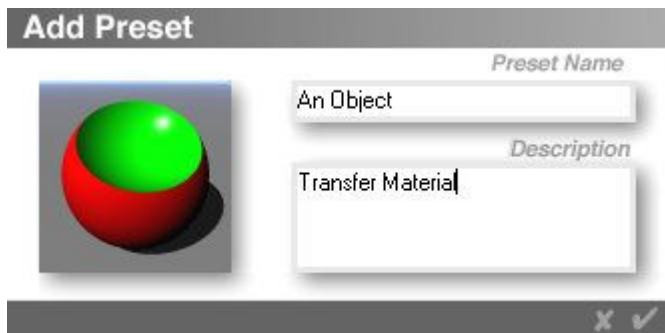 Add Preset
Preset Name
An Object
Description
Transfer Material